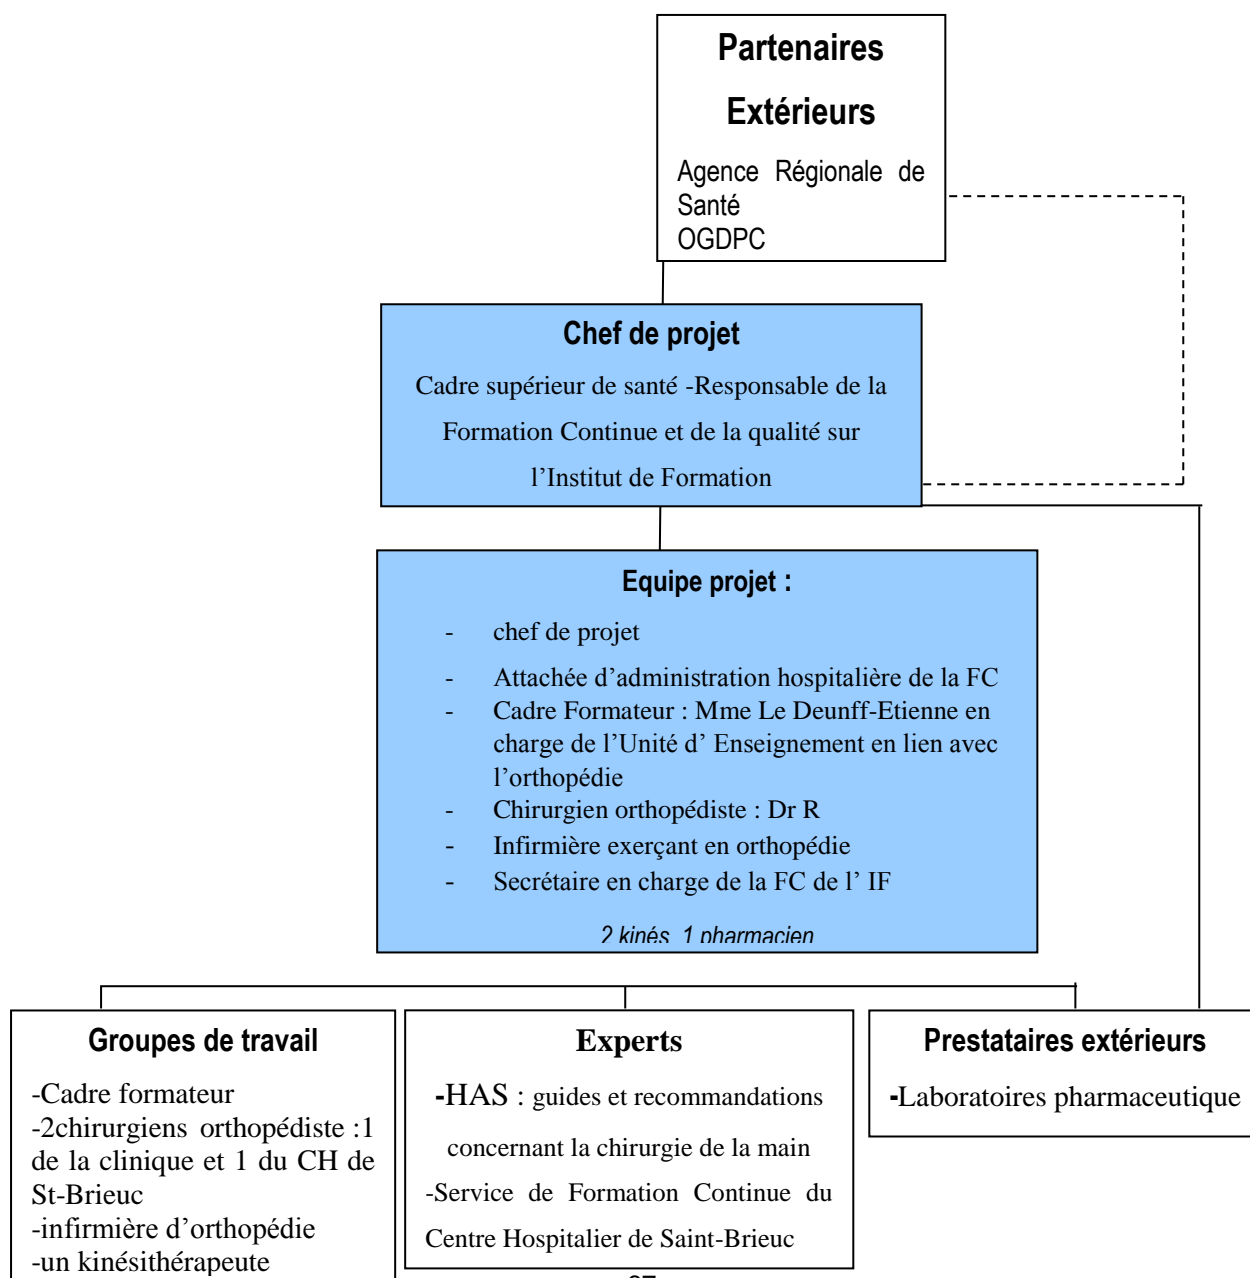 Partenaires
Extérieurs
Agence Régionale de
Santé
OGDPC
Chef de projet
Cadre supérieur de santé -Responsable de la
Formation Continue et de la qualité sur
l’Institut de Formation
Equipe projet :
- chef de projet
- Attachée d’administration hospitalière de la FC
- Cadre Formateur : Mme Le Deunff-Etienne en
charge de l’Unité d’ Enseignement en lien avec
l’orthopédie
- Chirurgien orthopédiste : Dr R
- Infirmière exerçant en orthopédie
- Secrétaire en charge de la FC de l’ IF
2 kinés 1 pharmacien
Groupes de travail
-Cadre formateur
-2chirurgiens orthopédiste :1
de la clinique et 1 du CH de
St-Brieuc
-infirmière d’orthopédie
-un kinésithérapeute
Experts
-HAS : guides et recommandations
concernant la chirurgie de la main
-Service de Formation Continue du
Centre Hospitalier de Saint-Brieuc
Prestataires extérieurs
-Laboratoires pharmaceutique